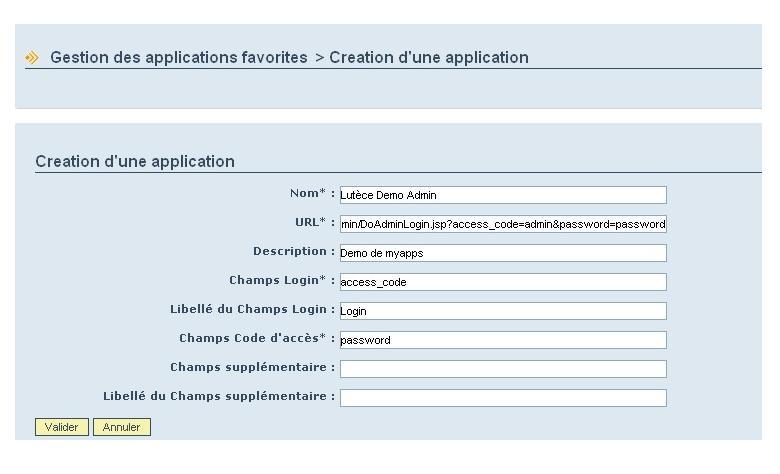 Gestion des applications favorites > Creation d'une application
Creation d'une application
Nom* : Lutèce Demo Admin
URL* : min/DoAdminLogin.jsp?access_code=admin&password=password
Description : Demo de myapps
Champs Login* : access_code
Libellé du Champs Login : Login
Champs Code d'accès* : password
Champs supplémentaire :
Libellé du Champs supplémentaire :
Valider Annuler